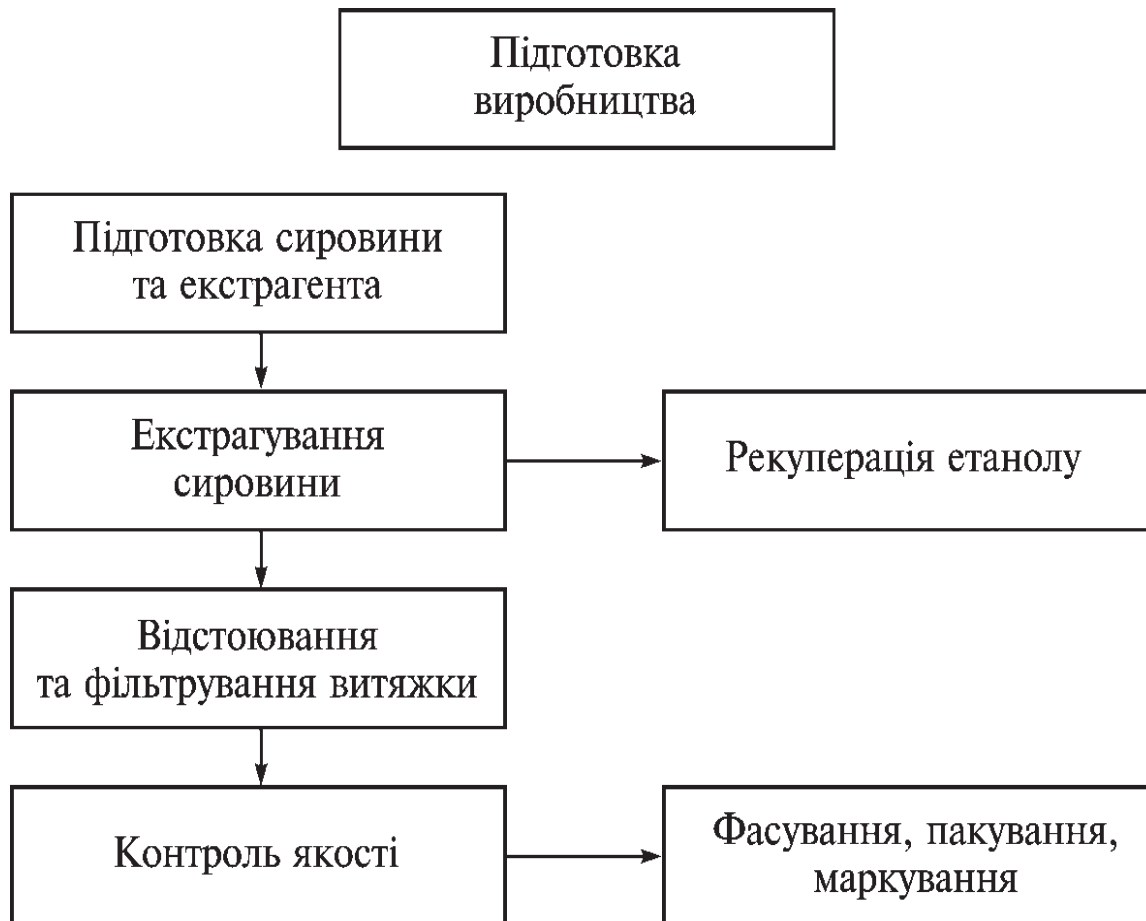 Підготовка
виробництва
Підготовка сировини
та екстрагента
Екстрагування
сировини
Рекуперація етанолу
Відстоювання
та фільтрування витяжки
Контроль якості
Фасування, пакування,
маркування